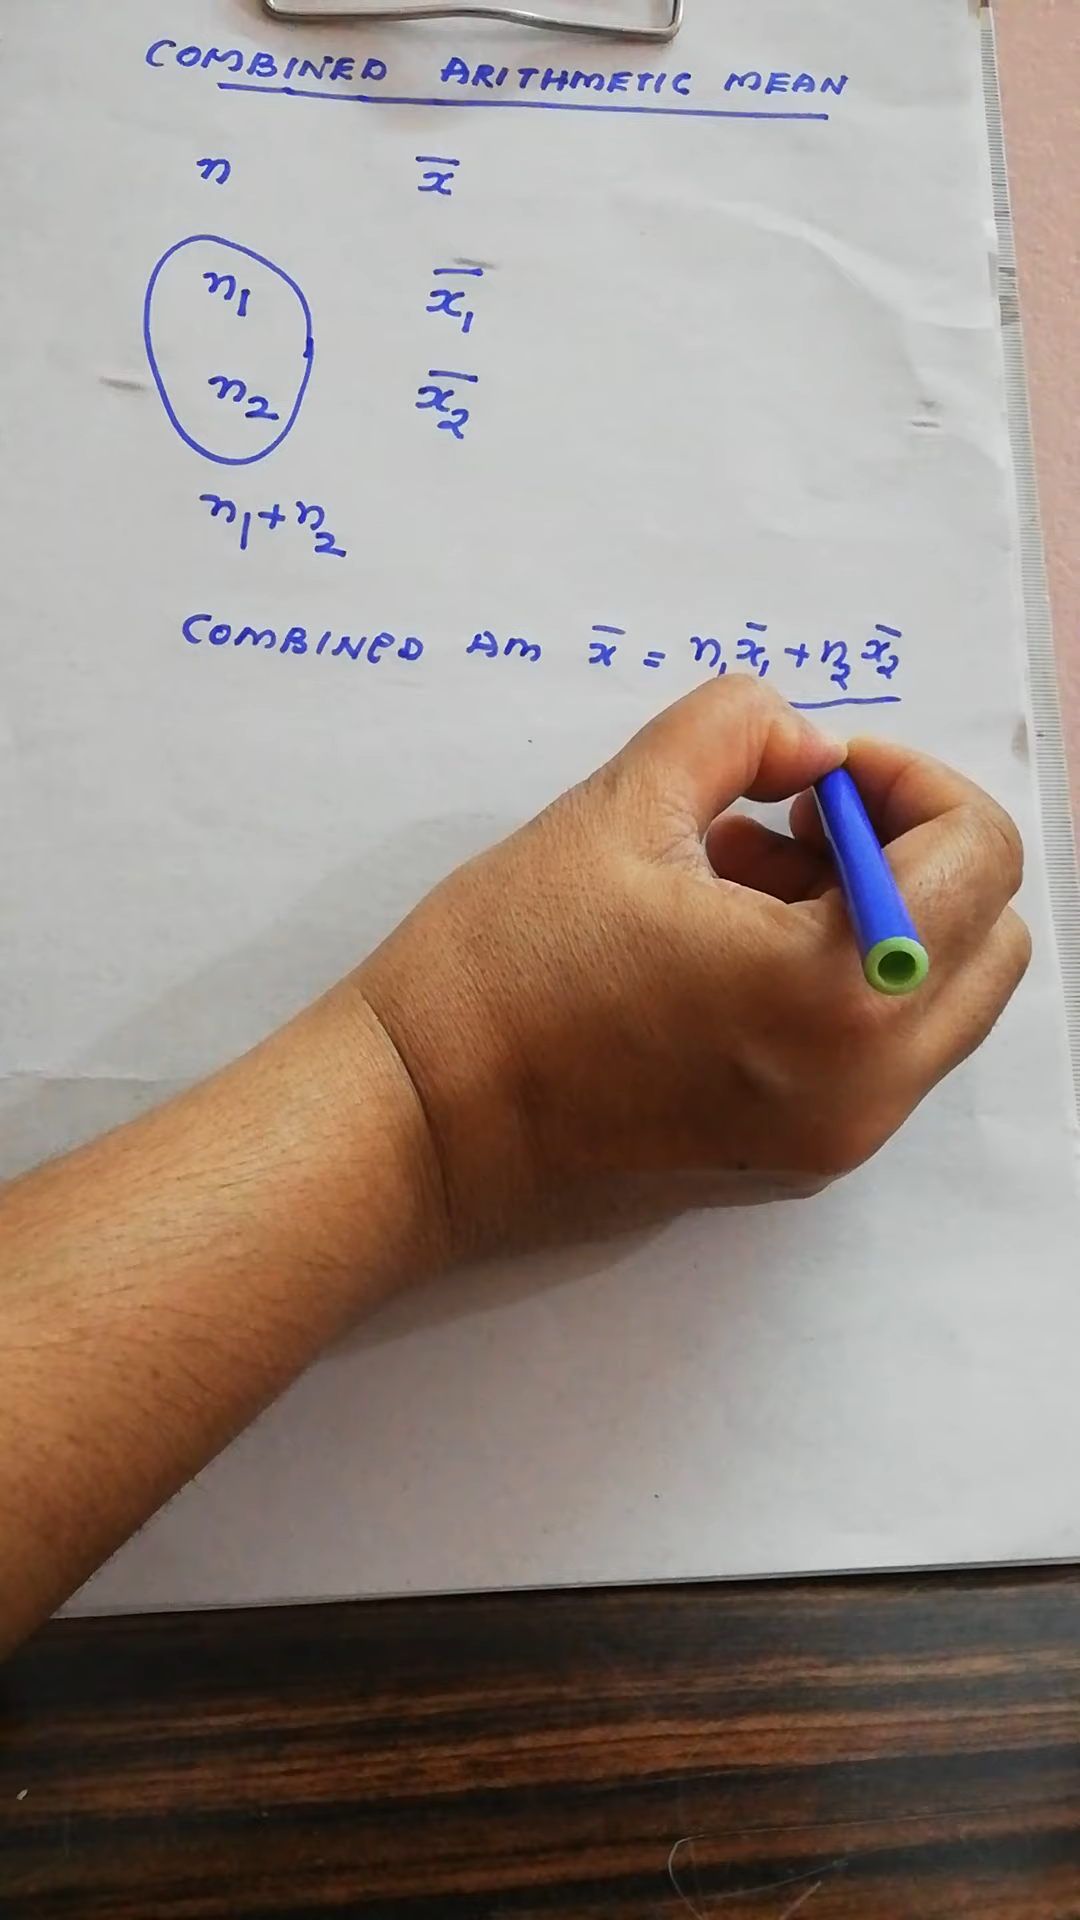 COMBINED ARITHMETIC MEAN
n x̄
n₁ x̄₁
n₂ x̄₂
n₁+n₂
COMBINED AM x̄ = n₁x̄₁+n₂x̄₂